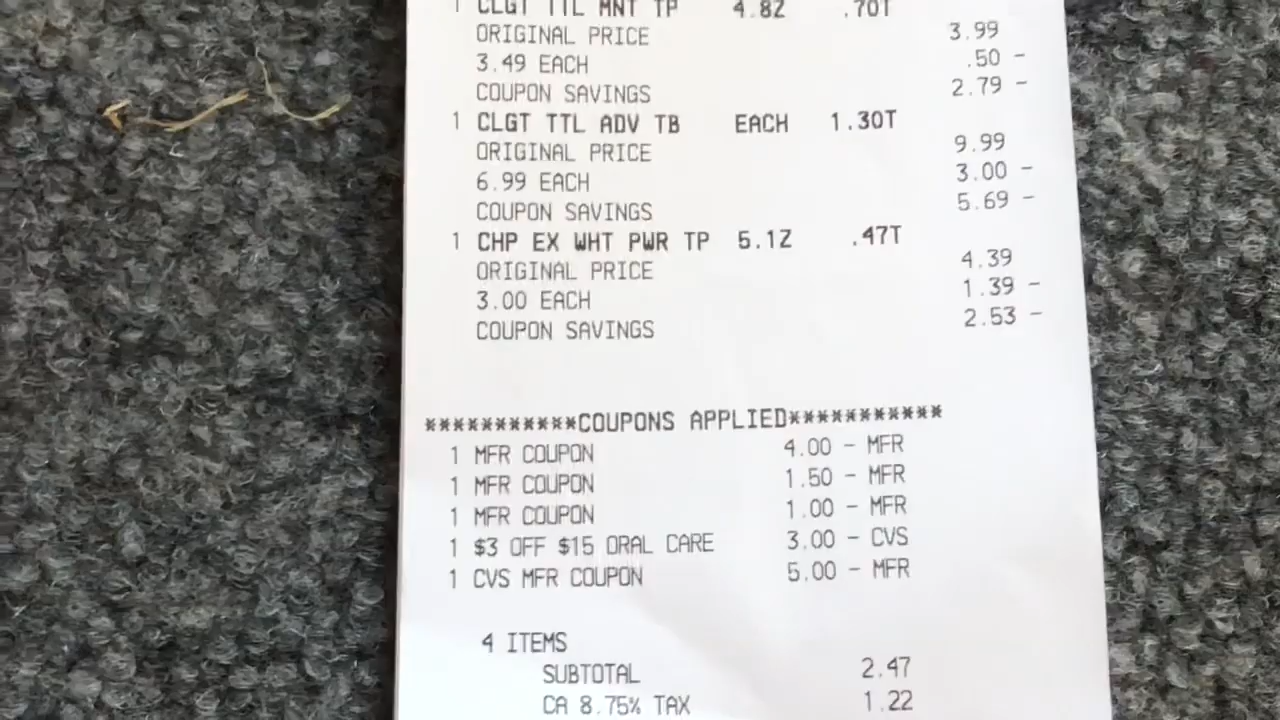 1 CLGT TTL MNT TP 4.8Z .70T
ORIGINAL PRICE 3.99
3.49 EACH .50 -
COUPON SAVINGS 2.79 -
1 CLGT TTL ADV TB EACH 1.30T
ORIGINAL PRICE 9.99
6.99 EACH 3.00 -
COUPON SAVINGS 5.69 -
1 CHP EX WHT PWR TP 5.1Z .47T
ORIGINAL PRICE 4.39
3.00 EACH 1.39 -
COUPON SAVINGS 2.53 -
***********COUPONS APPLIED***********
1 MFR COUPON 4.00 - MFR
1 MFR COUPON 1.50 - MFR
1 MFR COUPON 1.00 - MFR
1 $3 OFF $15 ORAL CARE 3.00 - CVS
1 CVS MFR COUPON 5.00 - MFR
4 ITEMS
SUBTOTAL 2.47
CA 8.75% TAX 1.22